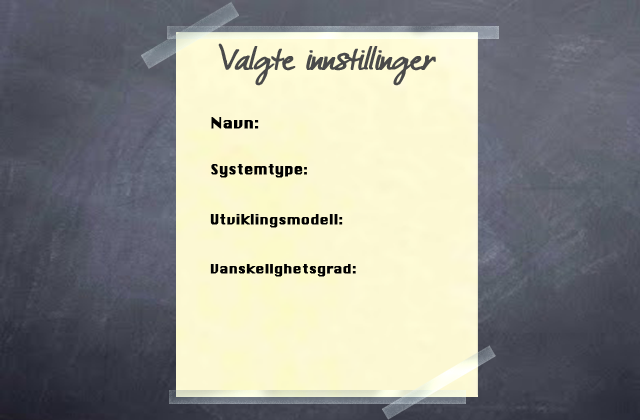 Valgte innstillinger
Navn:
Systemtype:
Utviklingsmodell:
Vanskelighetsgrad: